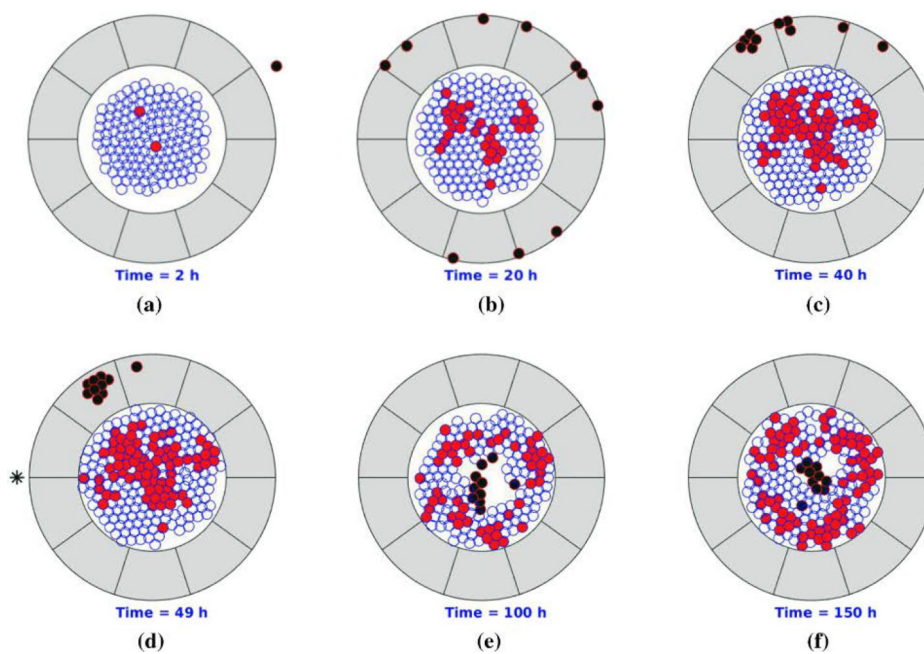 Time = 2 h
Time = 20 h
Time = 40 h
(a)
(b)
(c)
Time = 49 h
Time = 100 h
Time = 150 h
(d)
(e)
(f)